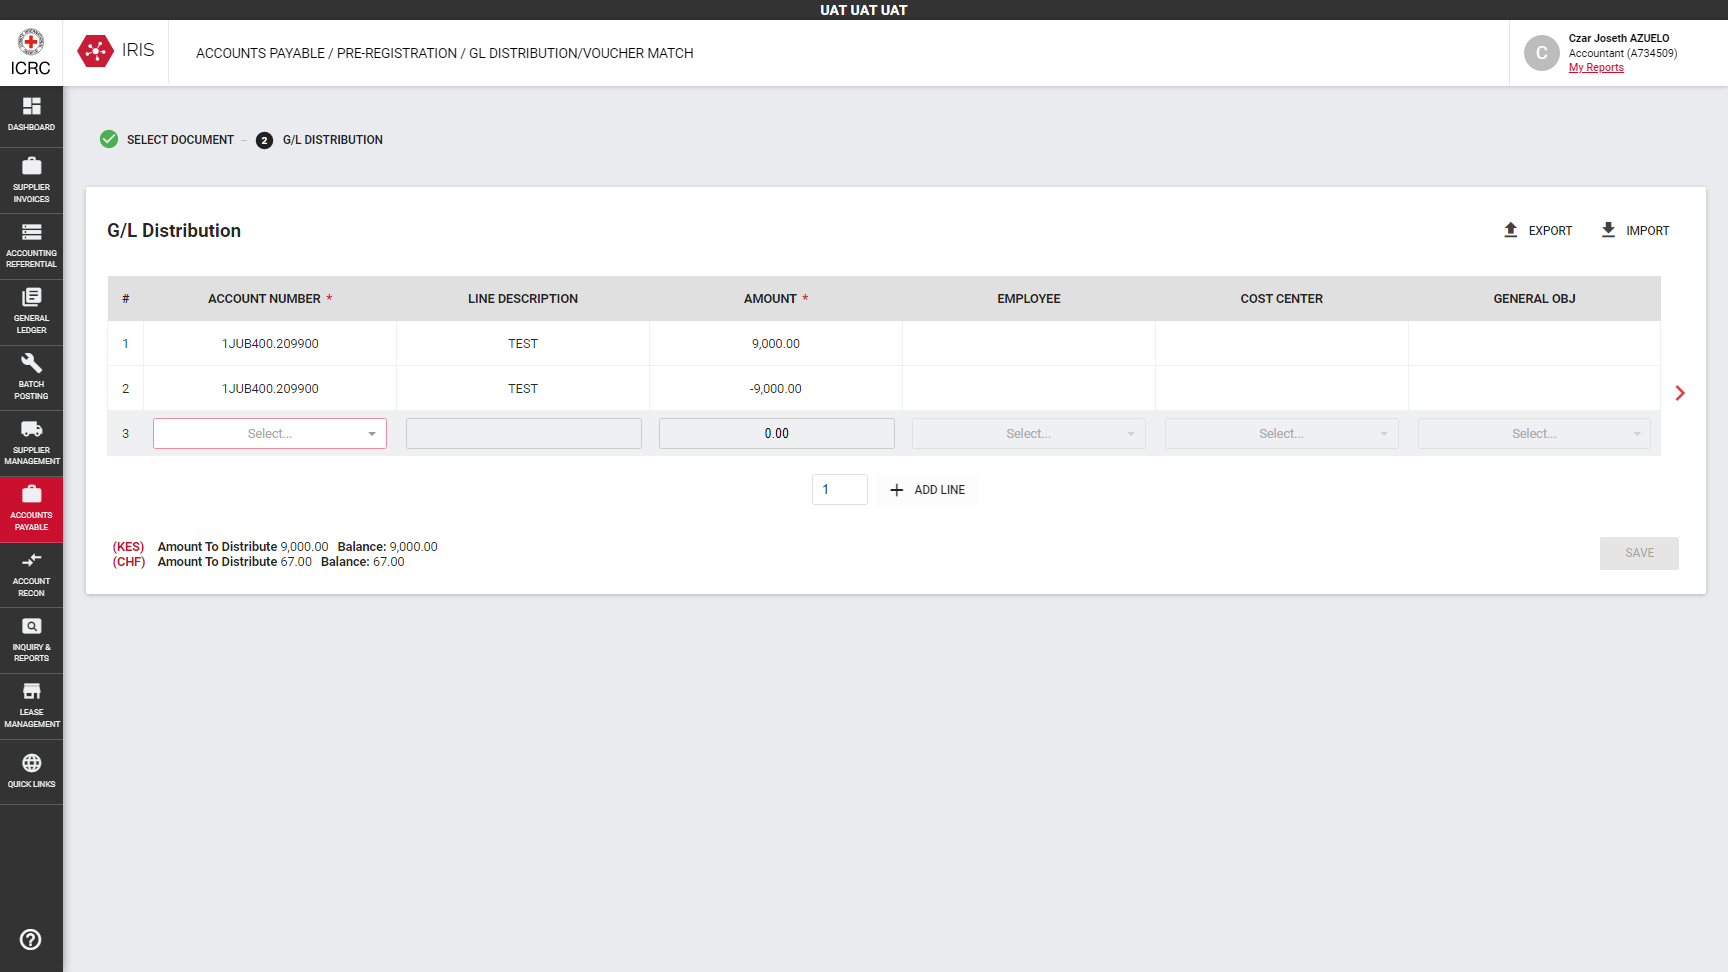 UAT UAT UAT
ICRC
IRIS
ACCOUNTS PAYABLE / PRE-REGISTRATION / GL DISTRIBUTION/VOUCHER MATCH
C
Czar Joseth AZUELO
Accountant (A734509)
My Reports
DASHBOARD
SUPPLIER
INVOICES
ACCOUNTING
REFERENTIAL
GENERAL
LEDGER
BATCH
POSTING
SUPPLIER
MANAGEMENT
ACCOUNTS
PAYABLE
ACCOUNT
RECON
INQUIRY &
REPORTS
LEASE
MANAGEMENT
QUICK LINKS
SELECT DOCUMENT
2 G/L DISTRIBUTION
G/L Distribution
EXPORT IMPORT
# ACCOUNT NUMBER * LINE DESCRIPTION AMOUNT * EMPLOYEE COST CENTER GENERAL OBJ
1 1JUB400.209900 TEST 9,000.00
2 1JUB400.209900 TEST -9,000.00
3 Select... 0.00 Select... Select... Select...
1 ADD LINE
(KES) Amount To Distribute 9,000.00 Balance: 9,000.00
(CHF) Amount To Distribute 67.00 Balance: 67.00
SAVE